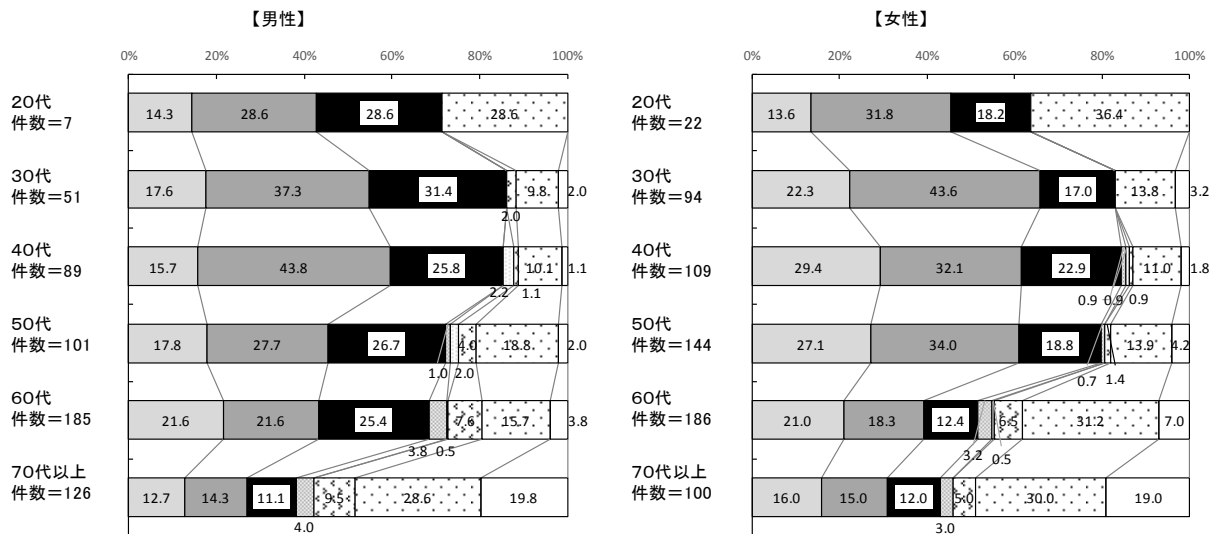 【男性】
0% 20% 40% 60% 80% 100%
20代
件数=7
14.3 28.6 28.6 28.6
30代
件数=51
17.6 37.3 31.4 9.8 2.0
2.0
40代
件数=89
15.7 43.8 25.8 10.1 1.1
2.2 1.1
50代
件数=101
17.8 27.7 26.7 4.0 18.8 2.0
1.0 2.0
60代
件数=185
21.6 21.6 25.4 7.6 15.7 3.8
3.8 0.5
70代以上
件数=126
12.7 14.3 11.1 9.5 28.6 19.8
4.0
【女性】
0% 20% 40% 60% 80% 100%
20代
件数=22
13.6 31.8 18.2 36.4
30代
件数=94
22.3 43.6 17.0 13.8 3.2
40代
件数=109
29.4 32.1 22.9 11.0 1.8
0.9 0.9 0.9
50代
件数=144
27.1 34.0 18.8 13.9 4.2
0.7 1.4
60代
件数=186
21.0 18.3 12.4 6.5 31.2 7.0
3.2 0.5
70代以上
件数=100
16.0 15.0 12.0 5.0 30.0 19.0
3.0